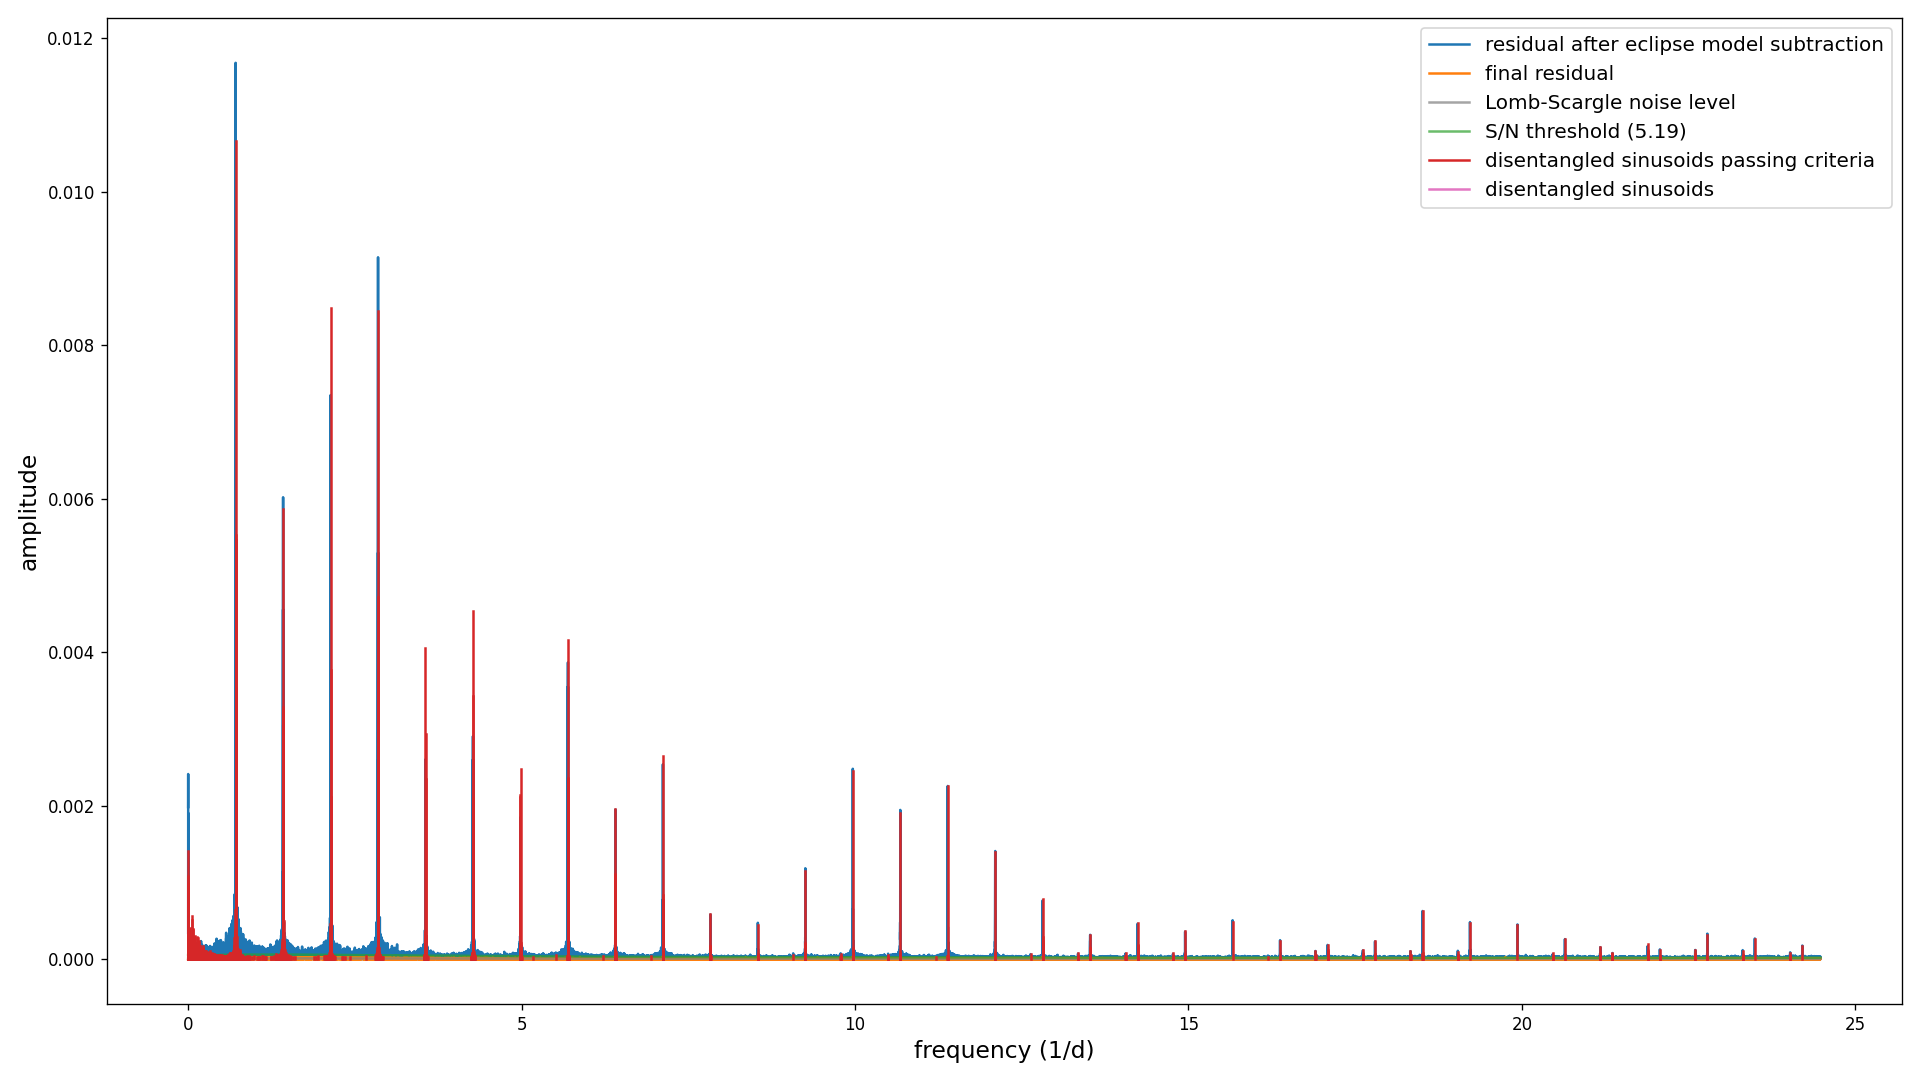 0.012
0.010
0.008
0.006
0.004
0.002
0.000
amplitude
0
5
10
15
20
25
frequency (1/d)
residual after eclipse model subtraction
final residual
Lomb-Scargle noise level
S/N threshold (5.19)
disentangled sinusoids passing criteria
disentangled sinusoids